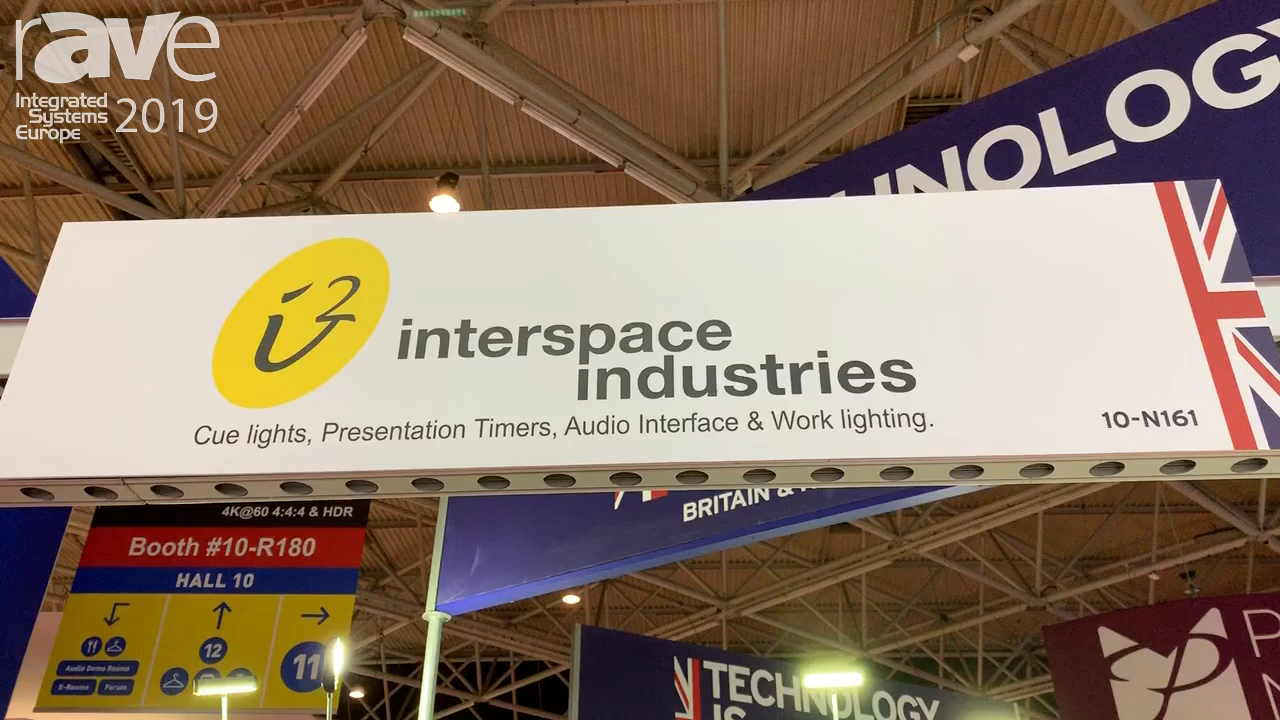 rave
Integrated
Systems
Europe 2019
i2
interspace
industries
Cue lights, Presentation Timers, Audio Interface & Work lighting.
10-N161
BRITAIN &
4K@60 4:4:4 & HDR
Booth #10-R180
HALL 10
12
11
Audio Demo Rooms
E-Rooms Forum
TECHNOLOGY
IS